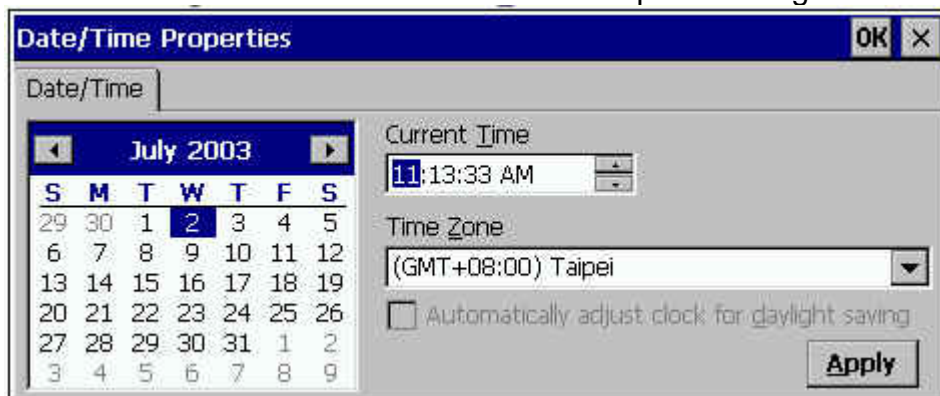 Date/Time Properties OK ×
Date/Time
July 2003
S M T W T F S
29 30 1 2 3 4 5
6 7 8 9 10 11 12
13 14 15 16 17 18 19
20 21 22 23 24 25 26
27 28 29 30 31 1 2
3 4 5 6 7 8 9
Current Time
11:13:33 AM
Time Zone
(GMT+08:00) Taipei
Automatically adjust clock for daylight saving
Apply